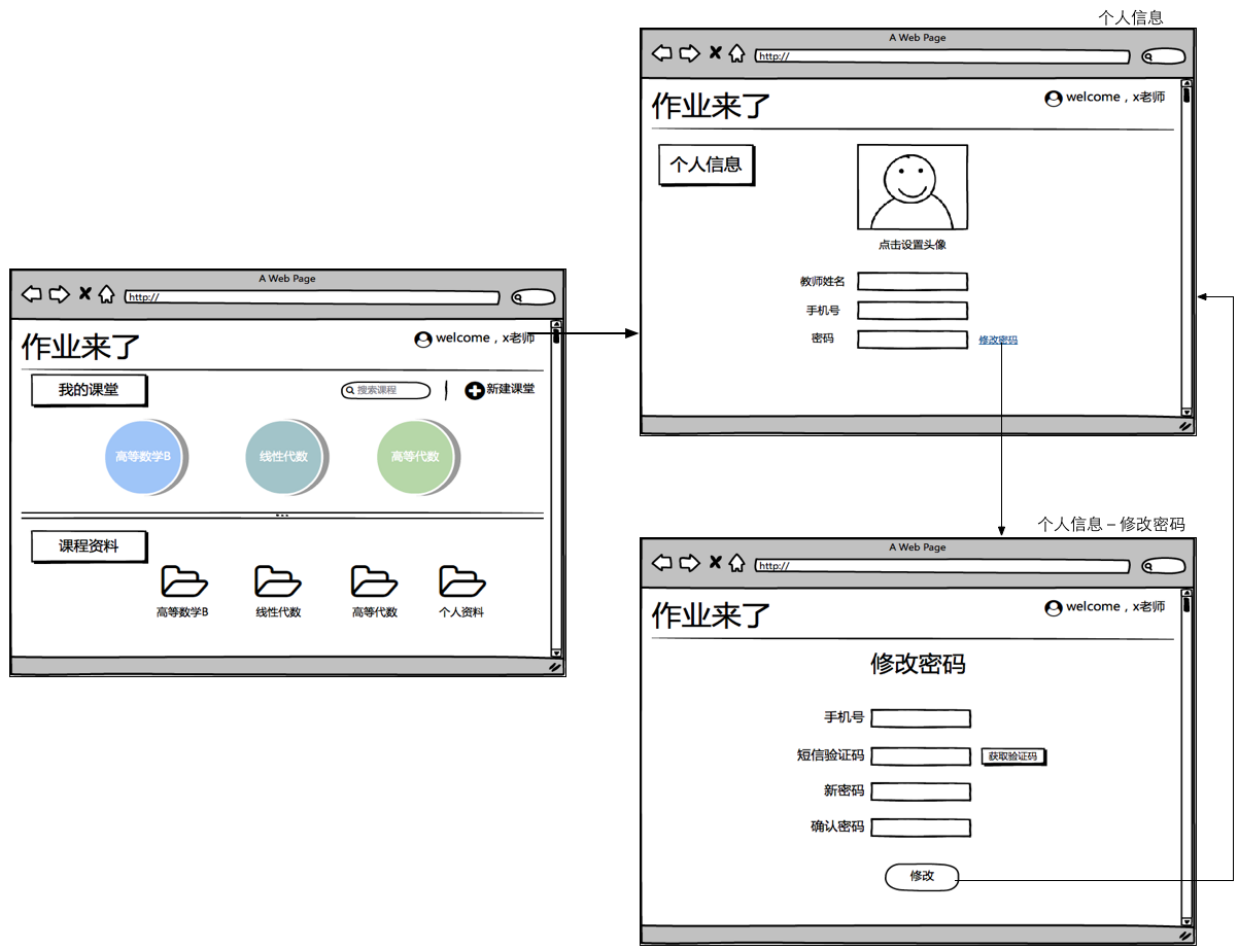 个人信息
A Web Page
http://
作业来了
welcome，x老师
个人信息
点击设置头像
教师姓名
手机号
密码
修改密码
A Web Page
http://
作业来了
welcome，x老师
我的课堂
搜索课程
新建课堂
高等数学B
线性代数
高等代数
课程资料
高等数学B
线性代数
高等代数
个人资料
个人信息 – 修改密码
A Web Page
http://
作业来了
welcome，x老师
修改密码
手机号
短信验证码
获取验证码
新密码
确认密码
修改